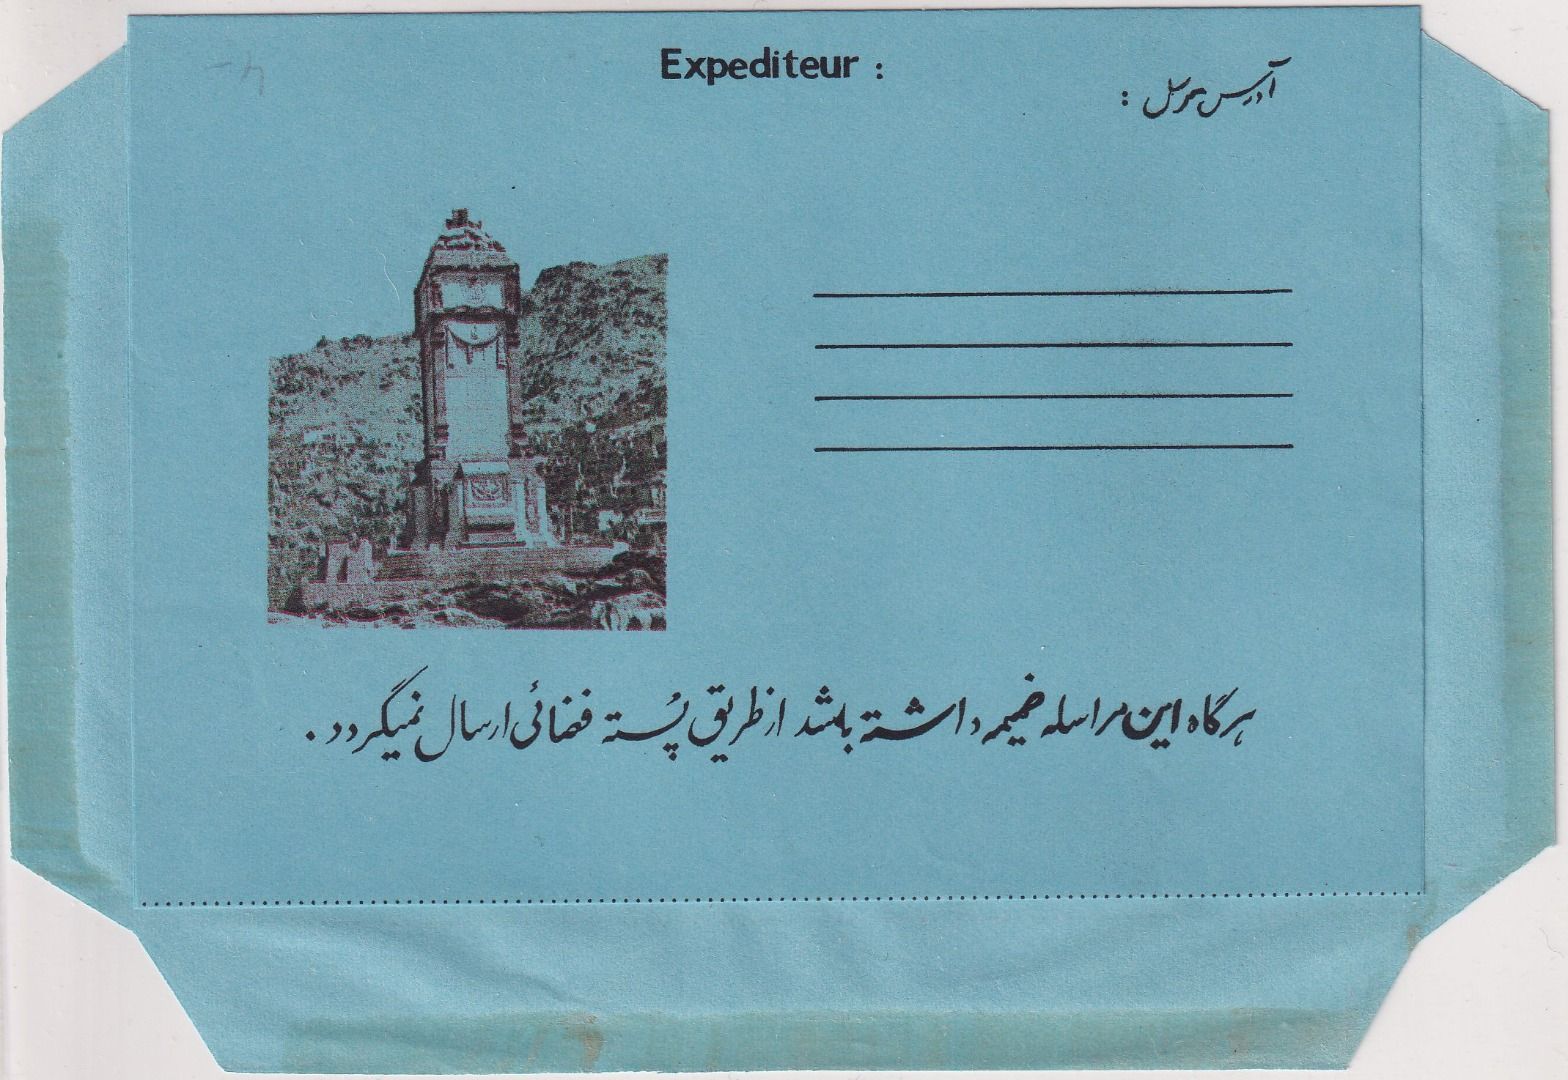 Expediteur :
آدرس مرسل :
هرگاه این مراسله ضمیمه داشته باشد از طریق پُسته فضائی ارسال نمیگردد.